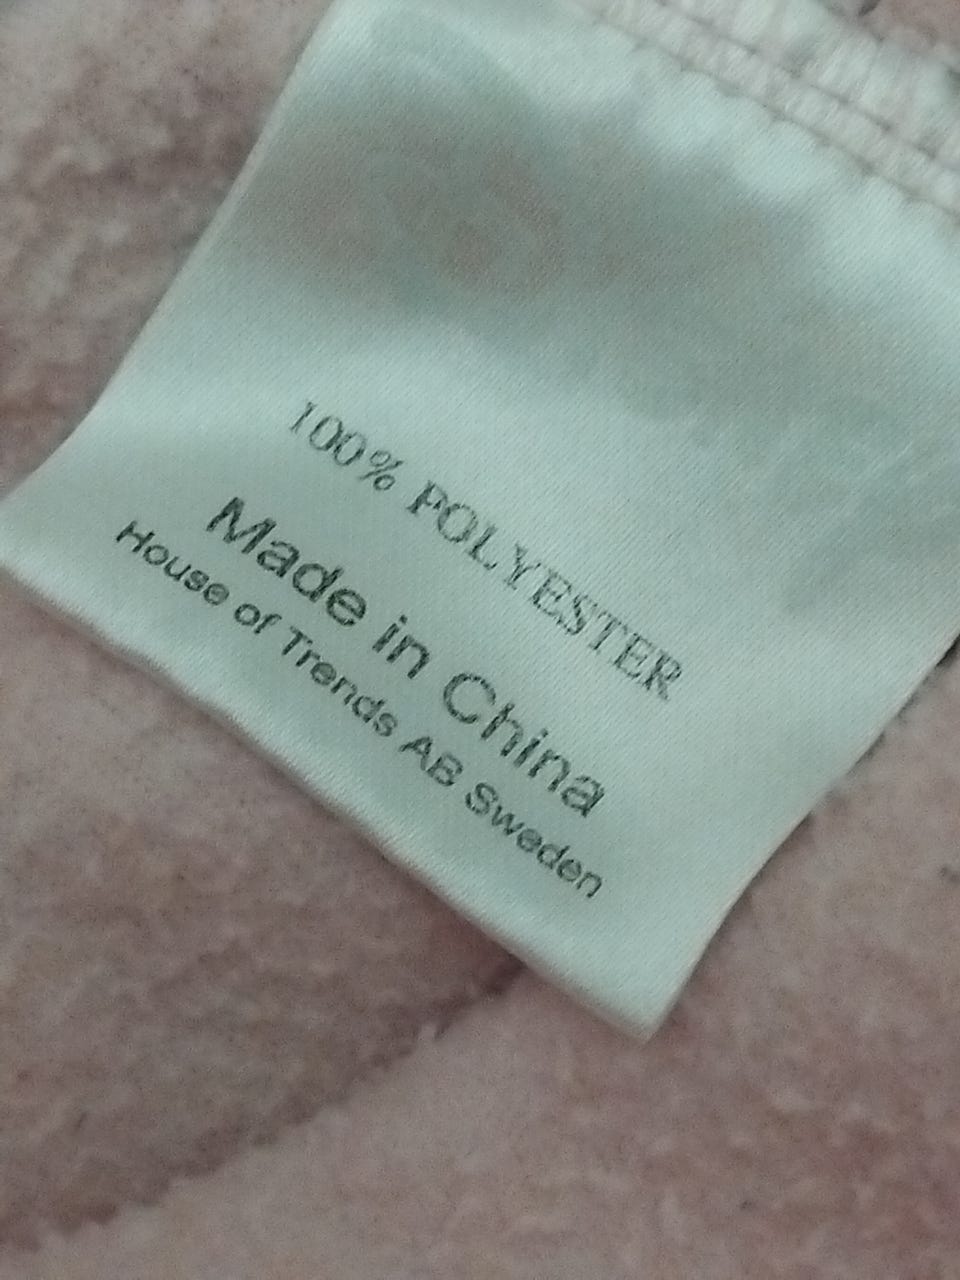 100% POLYESTER
Made in China
House of Trends AB Sweden